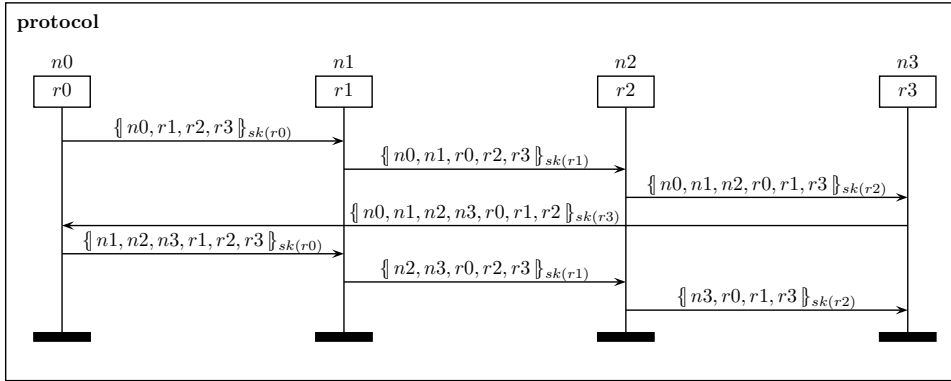 protocol
n0 n1 n2 n3
r0 r1 r2 r3
{| n0, r1, r2, r3 |}sk(r0)
{| n0, n1, r0, r2, r3 |}sk(r1)
{| n0, n1, n2, r0, r1, r3 |}sk(r2)
{| n0, n1, n2, n3, r0, r1, r2 |}sk(r3)
{| n1, n2, n3, r1, r2, r3 |}sk(r0)
{| n2, n3, r0, r2, r3 |}sk(r1)
{| n3, r0, r1, r3 |}sk(r2)